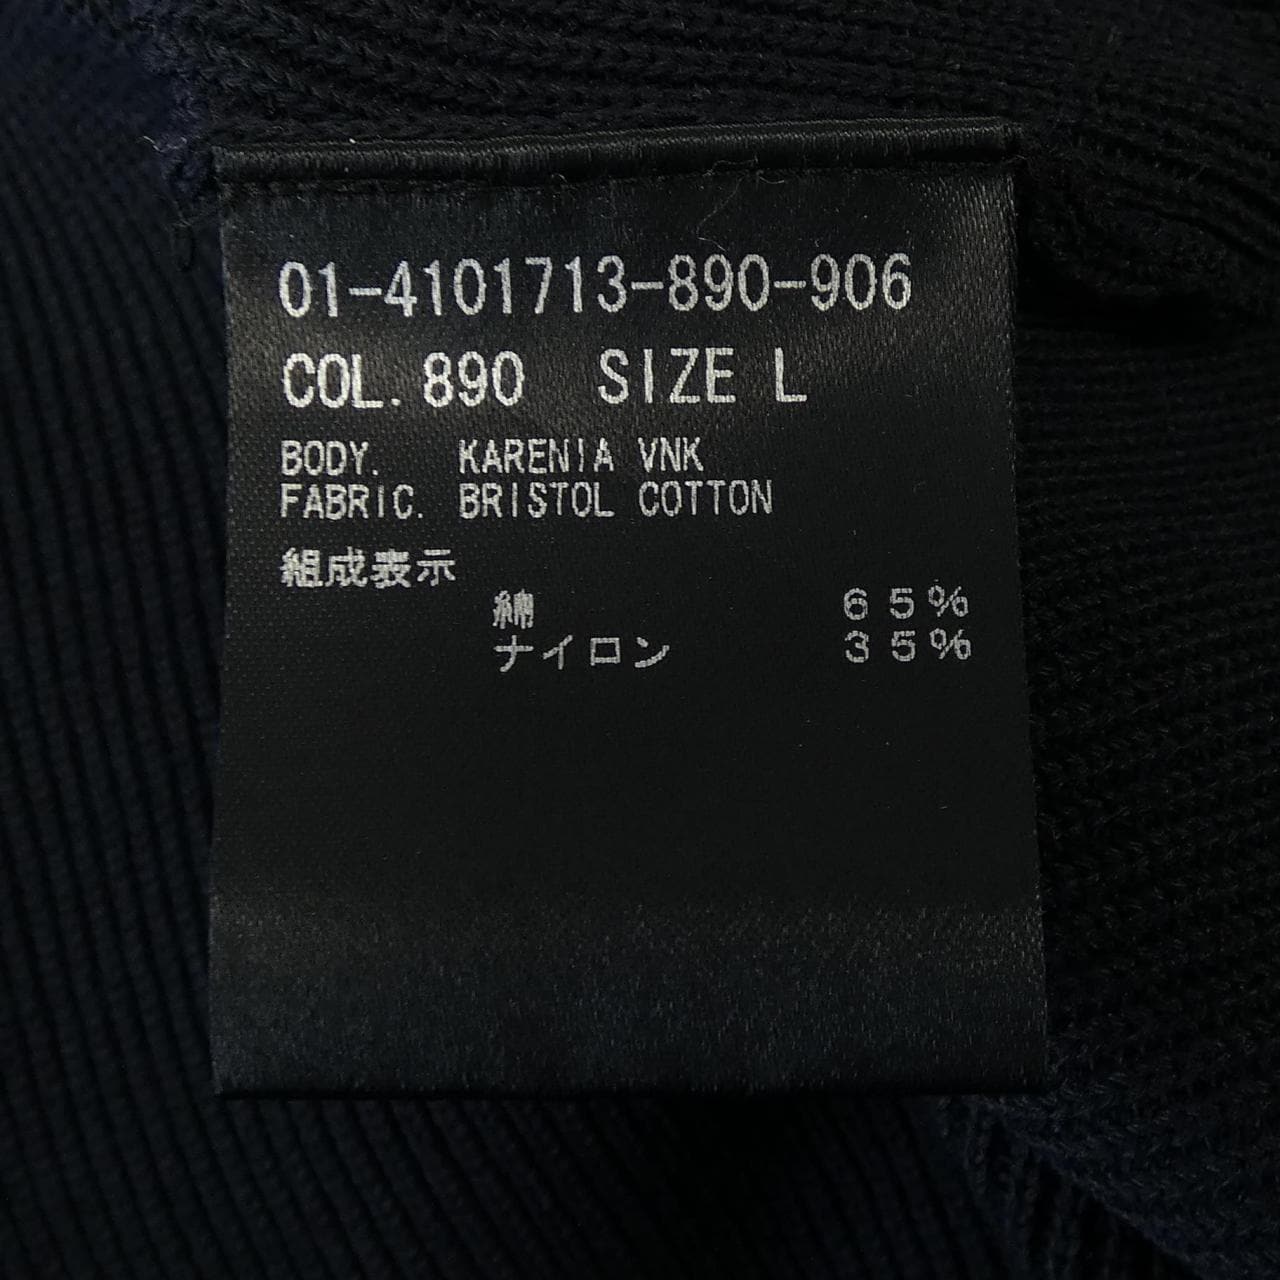 01-4101713-890-906
COL. 890 SIZE L
BODY. KARENIA VNK
FABRIC. BRISTOL COTTON
組成表示
綿 65%
ナイロン 35%